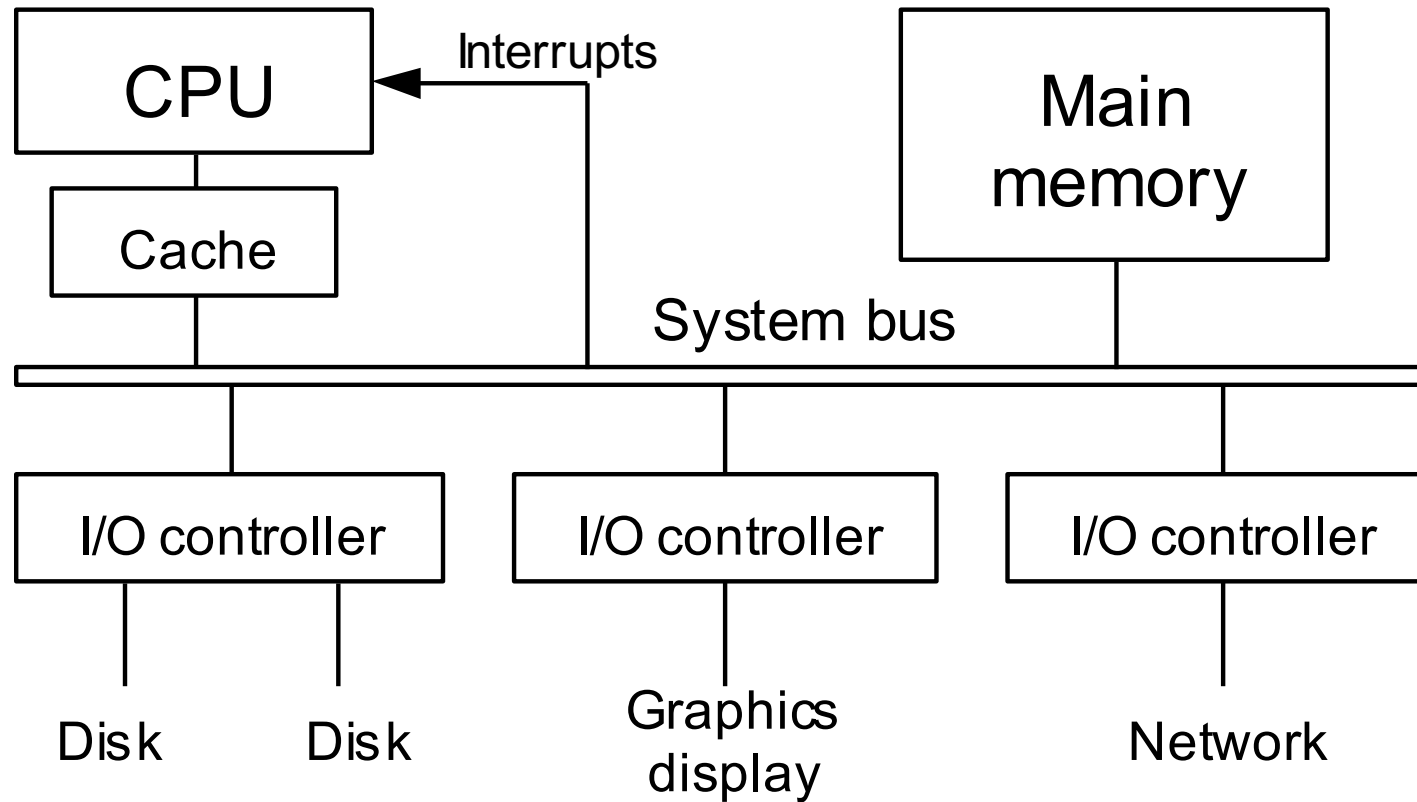 CPU
Interrupts
Main
memory
Cache
System bus
I/O controller
I/O controller
I/O controller
Disk
Disk
Graphics
display
Network